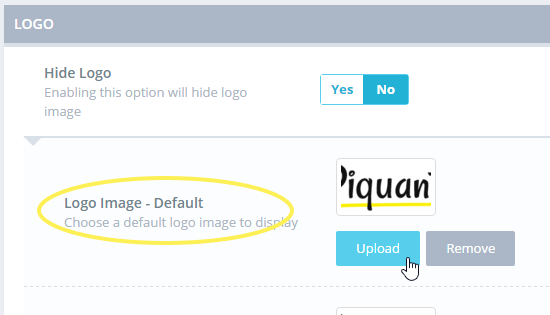 LOGO
Hide Logo
Enabling this option will hide logo
image
Yes No
Logo Image - Default
Choose a default logo image to display
Piquant
Upload Remove